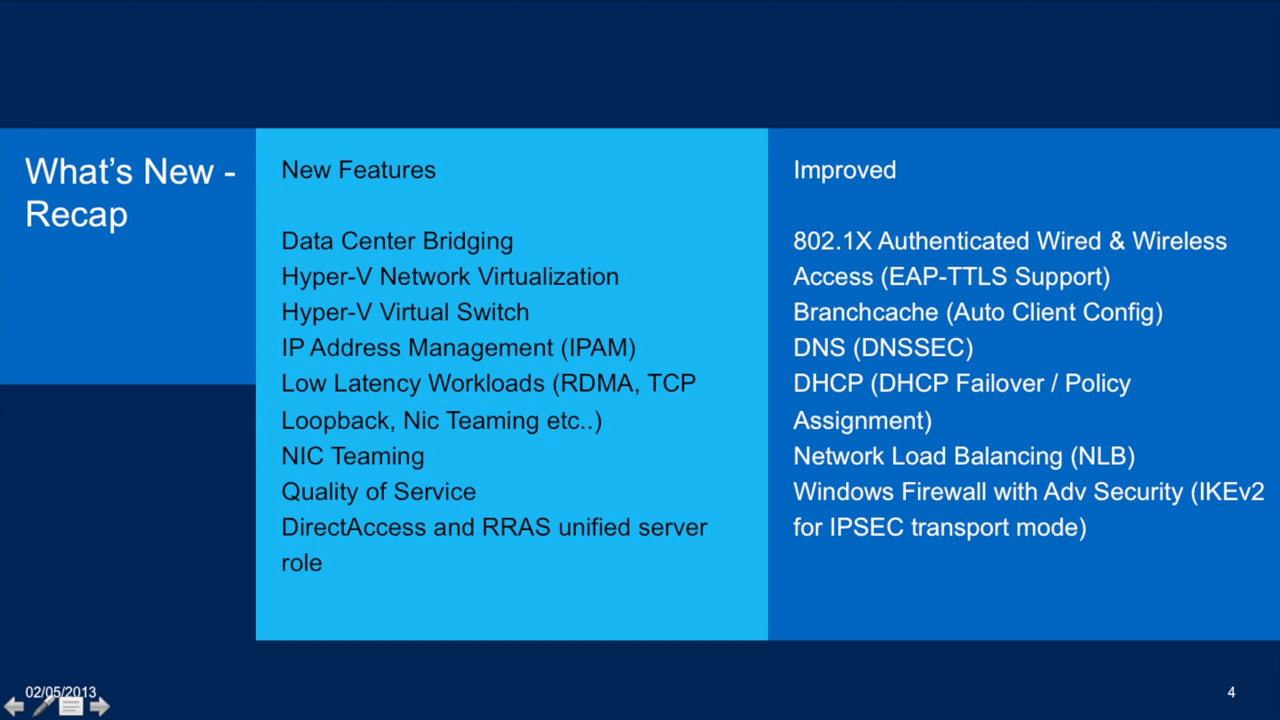 What's New -
Recap
New Features
Data Center Bridging
Hyper-V Network Virtualization
Hyper-V Virtual Switch
IP Address Management (IPAM)
Low Latency Workloads (RDMA, TCP
Loopback, Nic Teaming etc..)
NIC Teaming
Quality of Service
DirectAccess and RRAS unified server
role
Improved
802.1X Authenticated Wired & Wireless
Access (EAP-TTLS Support)
Branchcache (Auto Client Config)
DNS (DNSSEC)
DHCP (DHCP Failover / Policy
Assignment)
Network Load Balancing (NLB)
Windows Firewall with Adv Security (IKEv2
for IPSEC transport mode)
02/05/2013
4